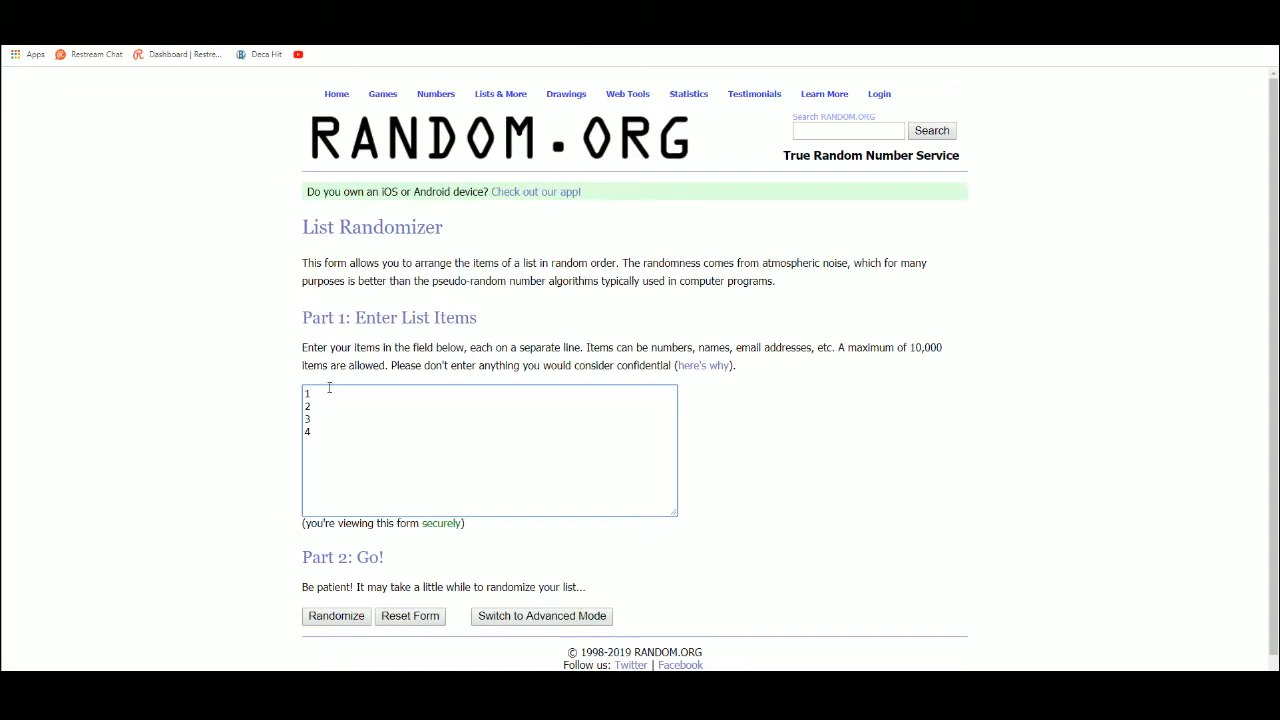 Apps Restream Chat Dashboard | Restre... Deca Hit
Home Games Numbers Lists & More Drawings Web Tools Statistics Testimonials Learn More Login
RANDOM.ORG
Search RANDOM.ORG
Search
True Random Number Service
Do you own an iOS or Android device? Check out our app!
List Randomizer
This form allows you to arrange the items of a list in random order. The randomness comes from atmospheric noise, which for many
purposes is better than the pseudo-random number algorithms typically used in computer programs.
Part 1: Enter List Items
Enter your items in the field below, each on a separate line. Items can be numbers, names, email addresses, etc. A maximum of 10,000
items are allowed. Please don't enter anything you would consider confidential (here's why).
1
2
3
4
(you're viewing this form securely)
Part 2: Go!
Be patient! It may take a little while to randomize your list...
Randomize Reset Form Switch to Advanced Mode
© 1998-2019 RANDOM.ORG
Follow us: Twitter | Facebook